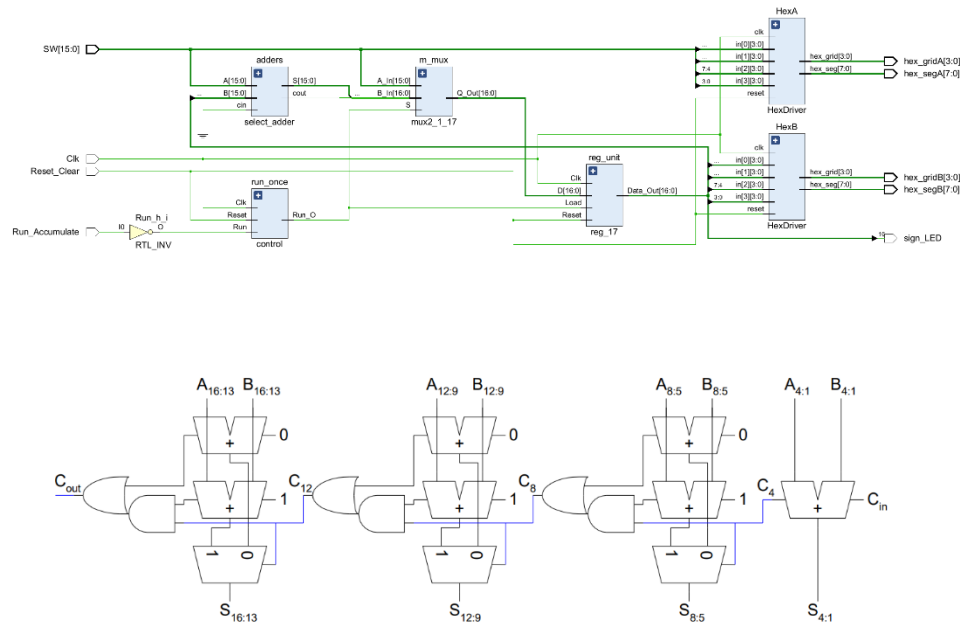 HexA
clk
in[0][3:0]
in[1][3:0]
7:4 in[2][3:0]
3:0 in[3][3:0]
reset
hex_grid[3:0]
hex_seg[7:0]
HexDriver
hex_gridA[3:0]
hex_segA[7:0]
SW[15:0]
adders
A[15:0]
B[15:0]
cin
S[15:0]
cout
select_adder
m_mux
A_In[15:0]
B_In[16:0]
S
Q_Out[16:0]
mux2_1_17
HexB
clk
in[0][3:0]
in[1][3:0]
7:4 in[2][3:0]
3:0 in[3][3:0]
reset
hex_grid[3:0]
hex_seg[7:0]
HexDriver
hex_gridB[3:0]
hex_segB[7:0]
Clk
Reset_Clear
reg_unit
Clk
D[16:0]
Load
Reset
Data_Out[16:0]
reg_17
run_once
Clk
Reset
Run
Run_O
control
Run_Accumulate
Run_h_i
I0 O
RTL_INV
sign_LED
A16:13 B16:13 A12:9 B12:9 A8:5 B8:5 A4:1 B4:1
+ 0 + 0 + 0
Cout C12 C8 C4 Cin
+ 1 + 1 + 1 +
1 0 1 0 1 0
S16:13 S12:9 S8:5 S4:1